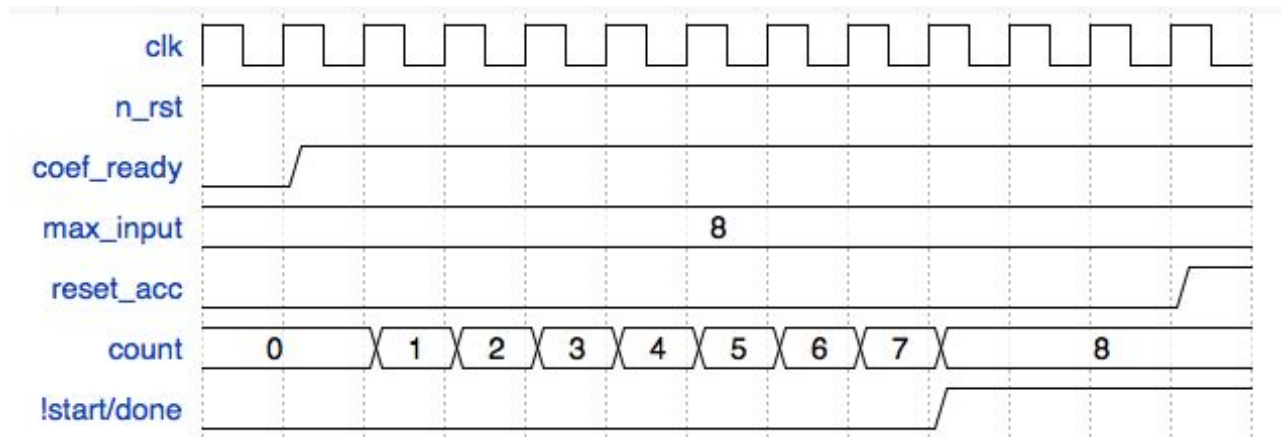 clk
n_rst
coef_ready
max_input 8
reset_acc
count 0 1 2 3 4 5 6 7 8
!start/done